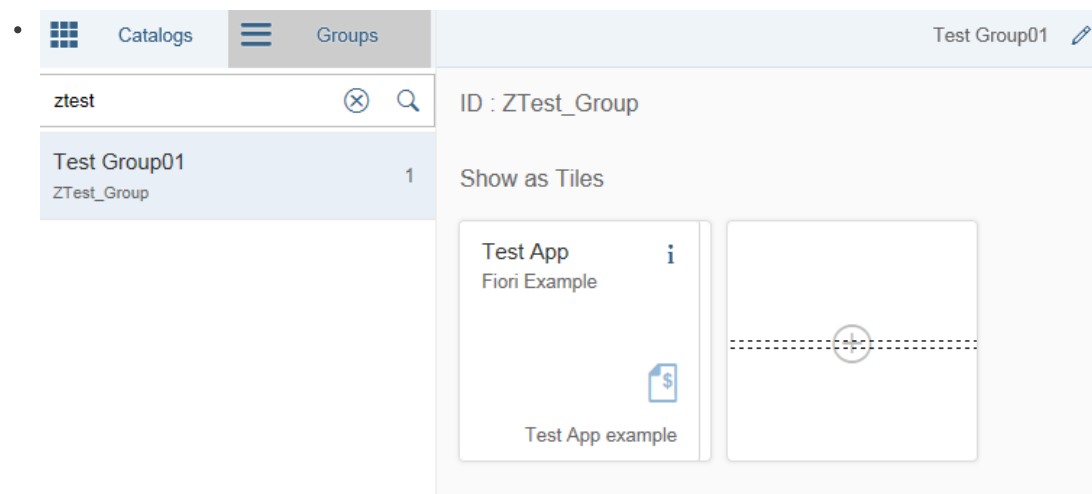 Catalogs
Groups
Test Group01
ztest
ID : ZTest_Group
Test Group01
1
ZTest_Group
Show as Tiles
Test App
i
Fiori Example
$
Test App example